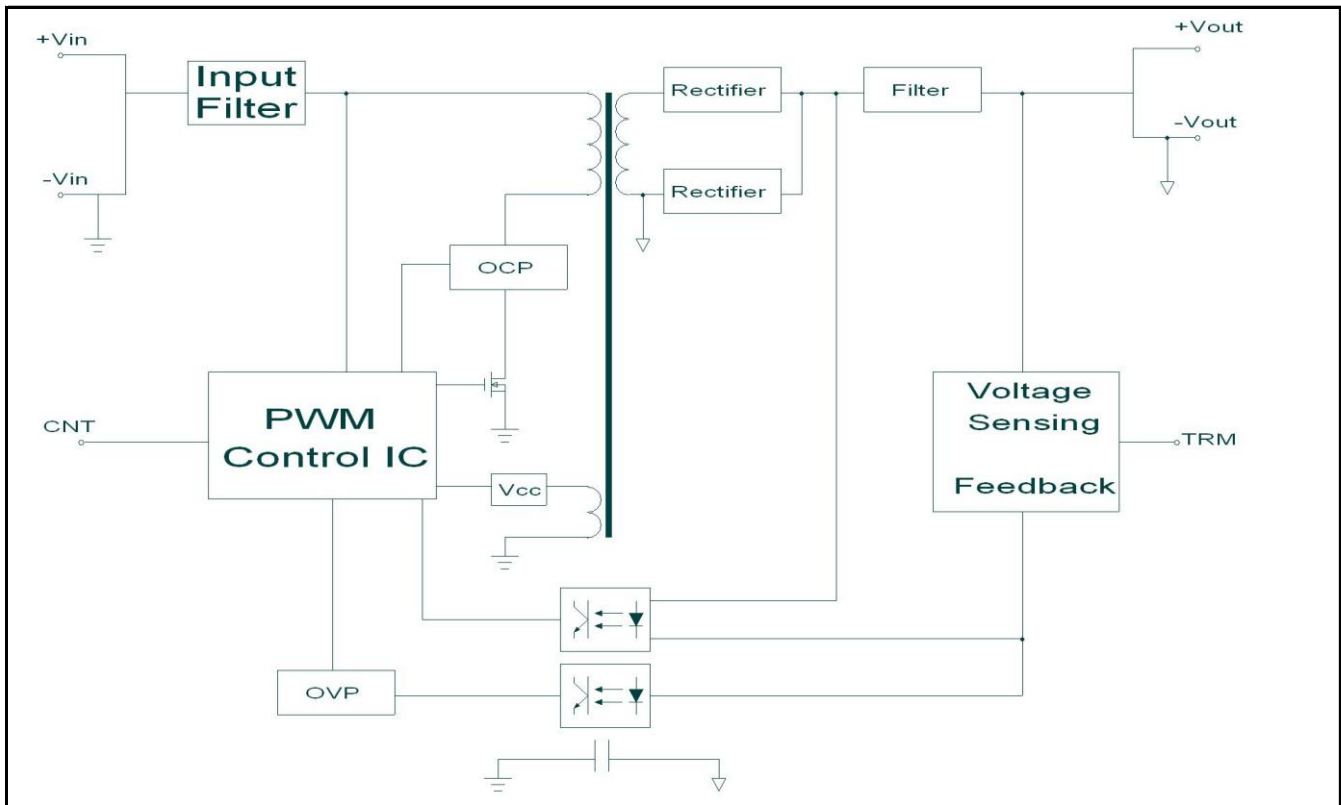 +Vin
+Vout
Input
Filter
Rectifier
Filter
-Vout
-Vin
Rectifier
OCP
PWM
Control IC
CNT
Voltage
Sensing
Feedback
TRM
Vcc
OVP